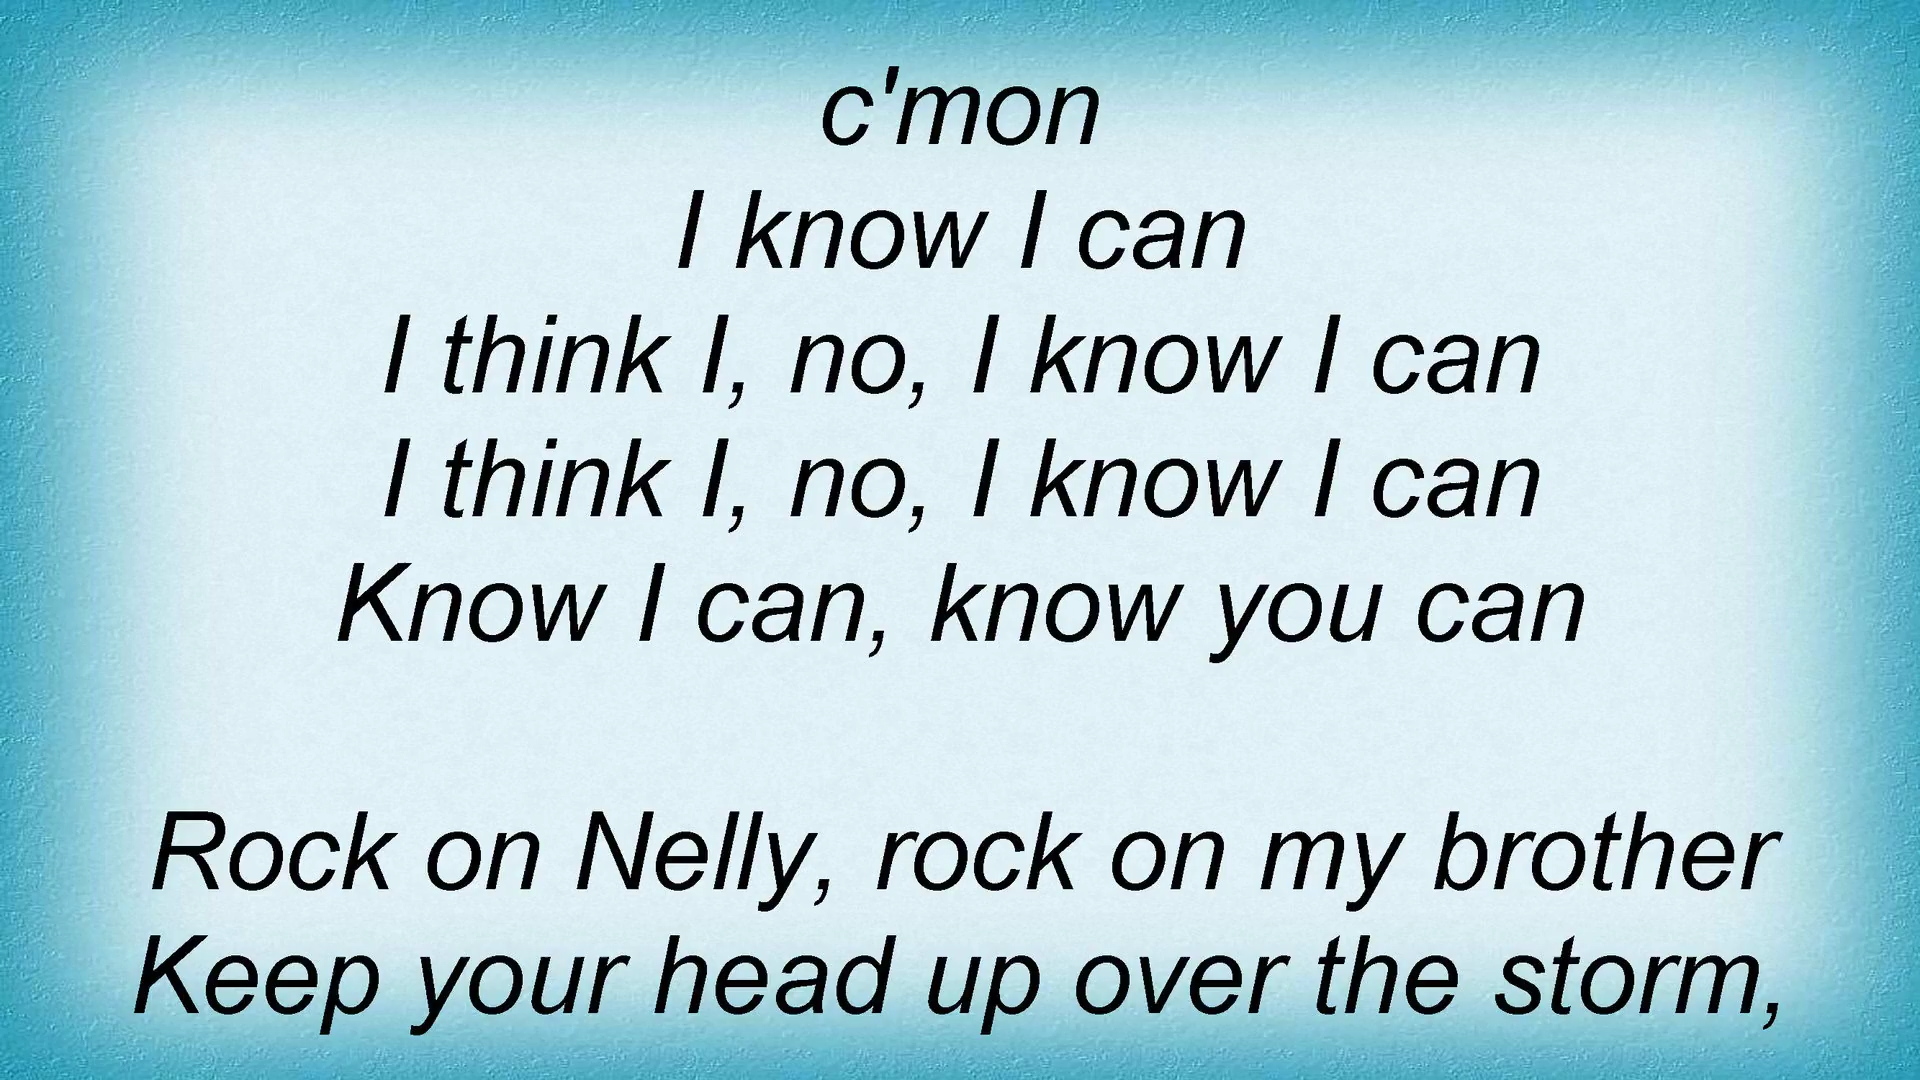 c'mon
I know I can
I think I, no, I know I can
I think I, no, I know I can
Know I can, know you can
Rock on Nelly, rock on my brother
Keep your head up over the storm,